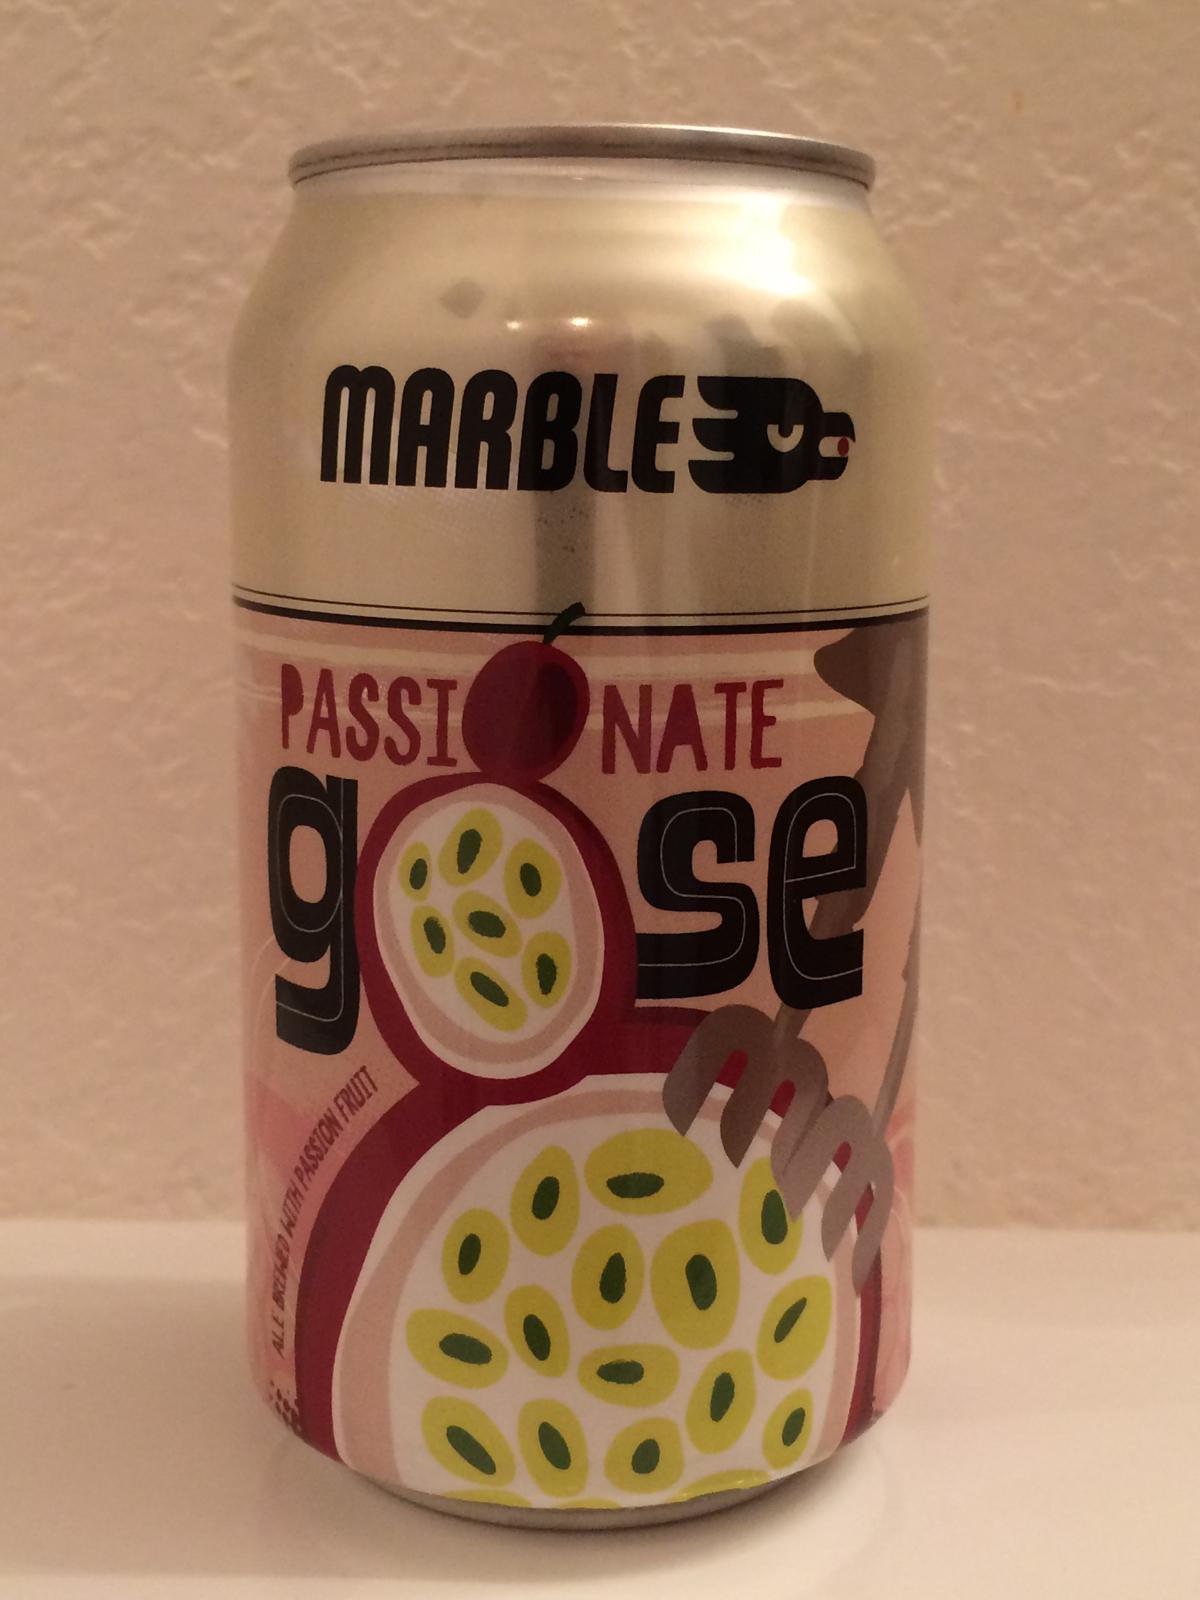 MARBLE
PASSIONATE
gose
ALE BREWED WITH PASSION FRUIT